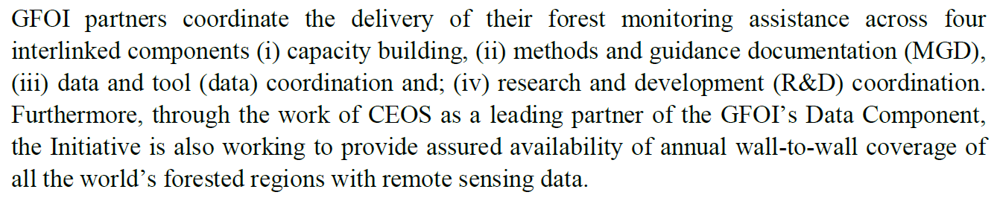 GFOI partners coordinate the delivery of their forest monitoring assistance across four
interlinked components (i) capacity building, (ii) methods and guidance documentation (MGD),
(iii) data and tool (data) coordination and; (iv) research and development (R&D) coordination.
Furthermore, through the work of CEOS as a leading partner of the GFOI’s Data Component,
the Initiative is also working to provide assured availability of annual wall-to-wall coverage of
all the world’s forested regions with remote sensing data.